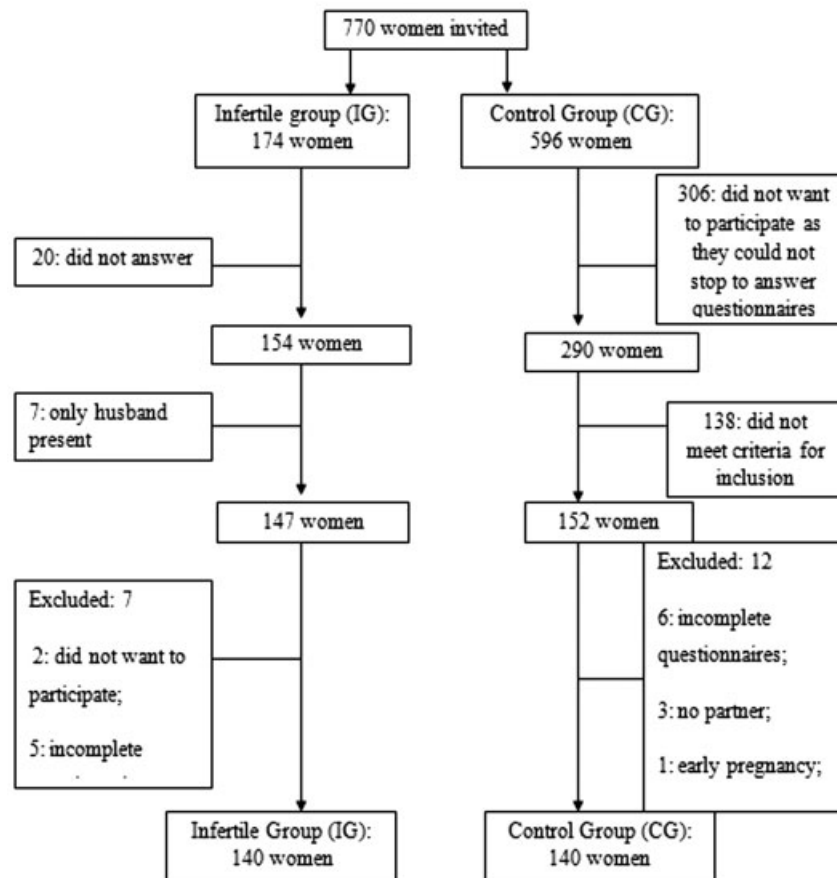 770 women invited
Infertile group (IG):
174 women
Control Group (CG):
596 women
306: did not want
to participate as
they could not
stop to answer
questionnaires
20: did not answer
154 women
290 women
7: only husband
present
138: did not
meet criteria for
inclusion
147 women
152 women
Excluded: 7
2: did not want to
participate;
5: incomplete
Excluded: 12
6: incomplete
questionnaires;
3: no partner;
1: early pregnancy;
Infertile Group (IG):
140 women
Control Group (CG):
140 women